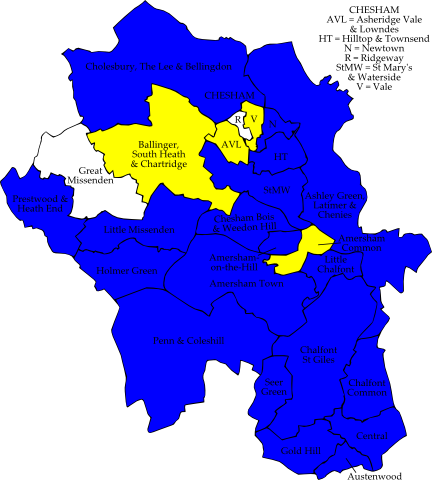 CHESHAM
AVL = Asheridge Vale
& Lowndes
HT = Hilltop & Townsend
N = Newtown
R = Ridgeway
StMW = St Mary's
& Waterside
V = Vale
Cholesbury, The Lee & Bellingdon
CHESHAM
R
V
N
AVL
HT
Ballinger,
South Heath
& Chartridge
Great
Missenden
StMW
Prestwood &
Heath End
Ashley Green,
Latimer &
Chenies
Chesham Bois
& Weedon Hill
Little Missenden
Amersham
Common
Amersham-
on-the-Hill
Little
Chalfont
Holmer Green
Amersham Town
Penn & Coleshill
Chalfont
St Giles
Seer
Green
Chalfont
Common
Central
Gold Hill
Austenwood